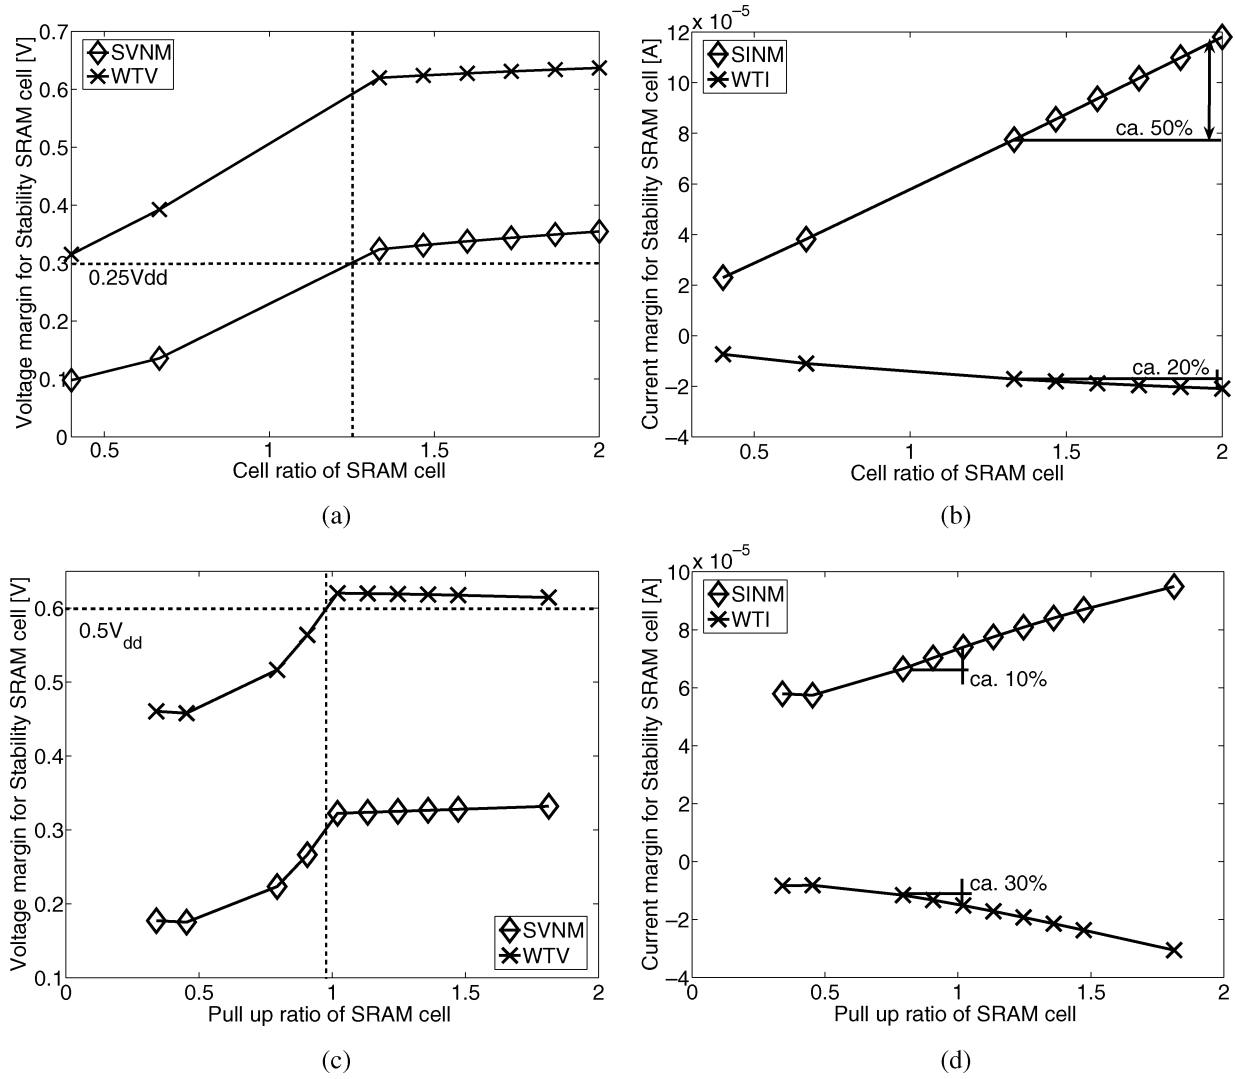 Voltage margin for Stability SRAM cell [V]
0.7
0.6
0.5
0.4
0.3
0.2
0.1
0
SVNM
WTV
0.25Vdd
0.5
1
1.5
2
Cell ratio of SRAM cell
(a)
Current margin for Stability SRAM cell [A]
x 10⁻⁵
12
10
8
6
4
2
0
−2
−4
SINM
WTI
ca. 50%
ca. 20%
0.5
1
1.5
2
Cell ratio of SRAM cell
(b)
Voltage margin for Stability SRAM cell [V]
0.6
0.5
0.4
0.3
0.2
0.1
0.5Vdd
SVNM
WTV
0
0.5
1
1.5
2
Pull up ratio of SRAM cell
(c)
Current margin for Stability SRAM cell [A]
x 10⁻⁵
10
8
6
4
2
0
−2
−4
SINM
WTI
ca. 10%
ca. 30%
0
0.5
1
1.5
2
Pull up ratio of SRAM cell
(d)